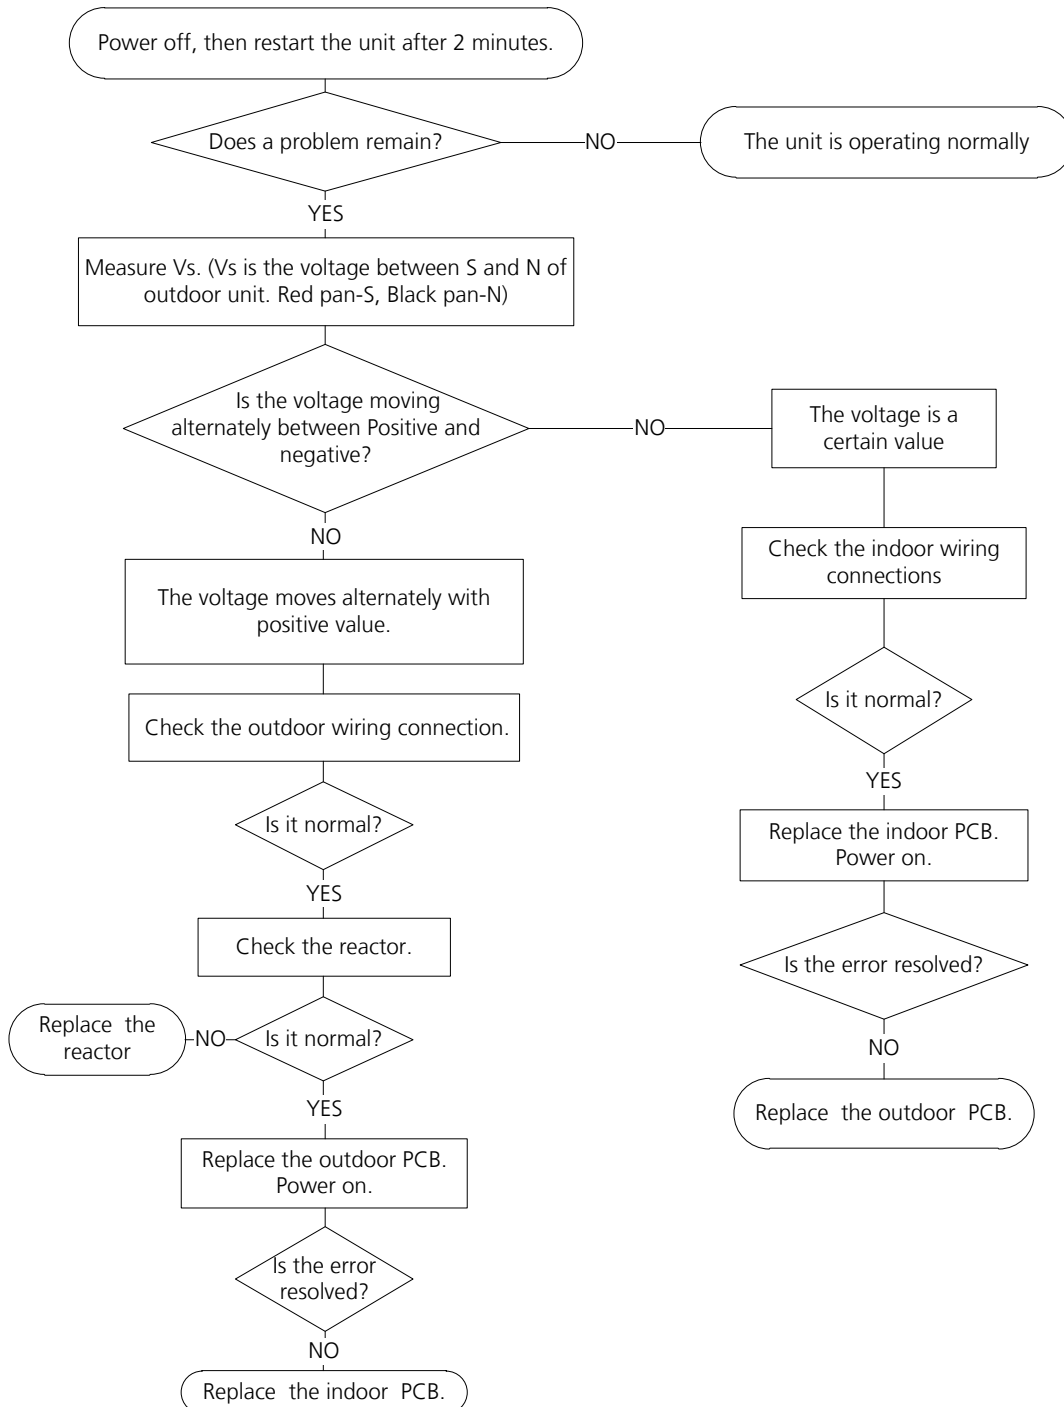 Power off, then restart the unit after 2 minutes.
Does a problem remain?
NO
The unit is operating normally
YES
Measure Vs. (Vs is the voltage between S and N of
outdoor unit. Red pan-S, Black pan-N)
Is the voltage moving
alternately between Positive and
negative?
NO
The voltage is a
certain value
NO
The voltage moves alternately with
positive value.
Check the outdoor wiring connection.
Is it normal?
YES
Check the reactor.
Is it normal?
NO
Replace the
reactor
YES
Replace the outdoor PCB.
Power on.
Is the error
resolved?
NO
Replace the indoor PCB.
Check the indoor wiring
connections
Is it normal?
YES
Replace the indoor PCB.
Power on.
Is the error resolved?
NO
Replace the outdoor PCB.